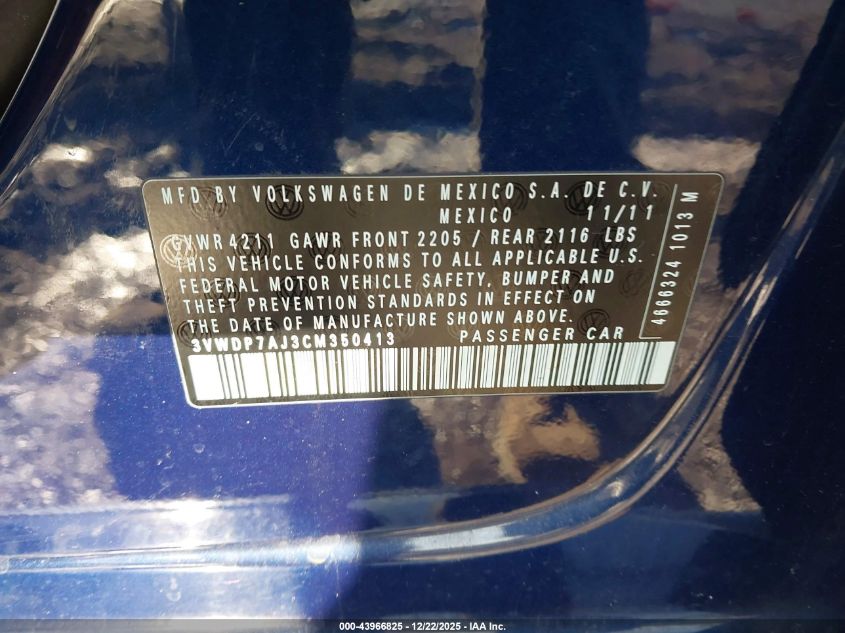 MFD BY VOLKSWAGEN DE MEXICO S.A. DE C.V.
MEXICO 11/11
GVWR 4211 GAWR FRONT 2205 / REAR 2116 LBS
THIS VEHICLE CONFORMS TO ALL APPLICABLE U.S.
FEDERAL MOTOR VEHICLE SAFETY, BUMPER AND
THEFT PREVENTION STANDARDS IN EFFECT ON
THE DATE OF MANUFACTURE SHOWN ABOVE.
3VWDP7AJ3CM350413 PASSENGER CAR
4666324 1013 M
000-43966825 - 12/22/2025 - IAA Inc.